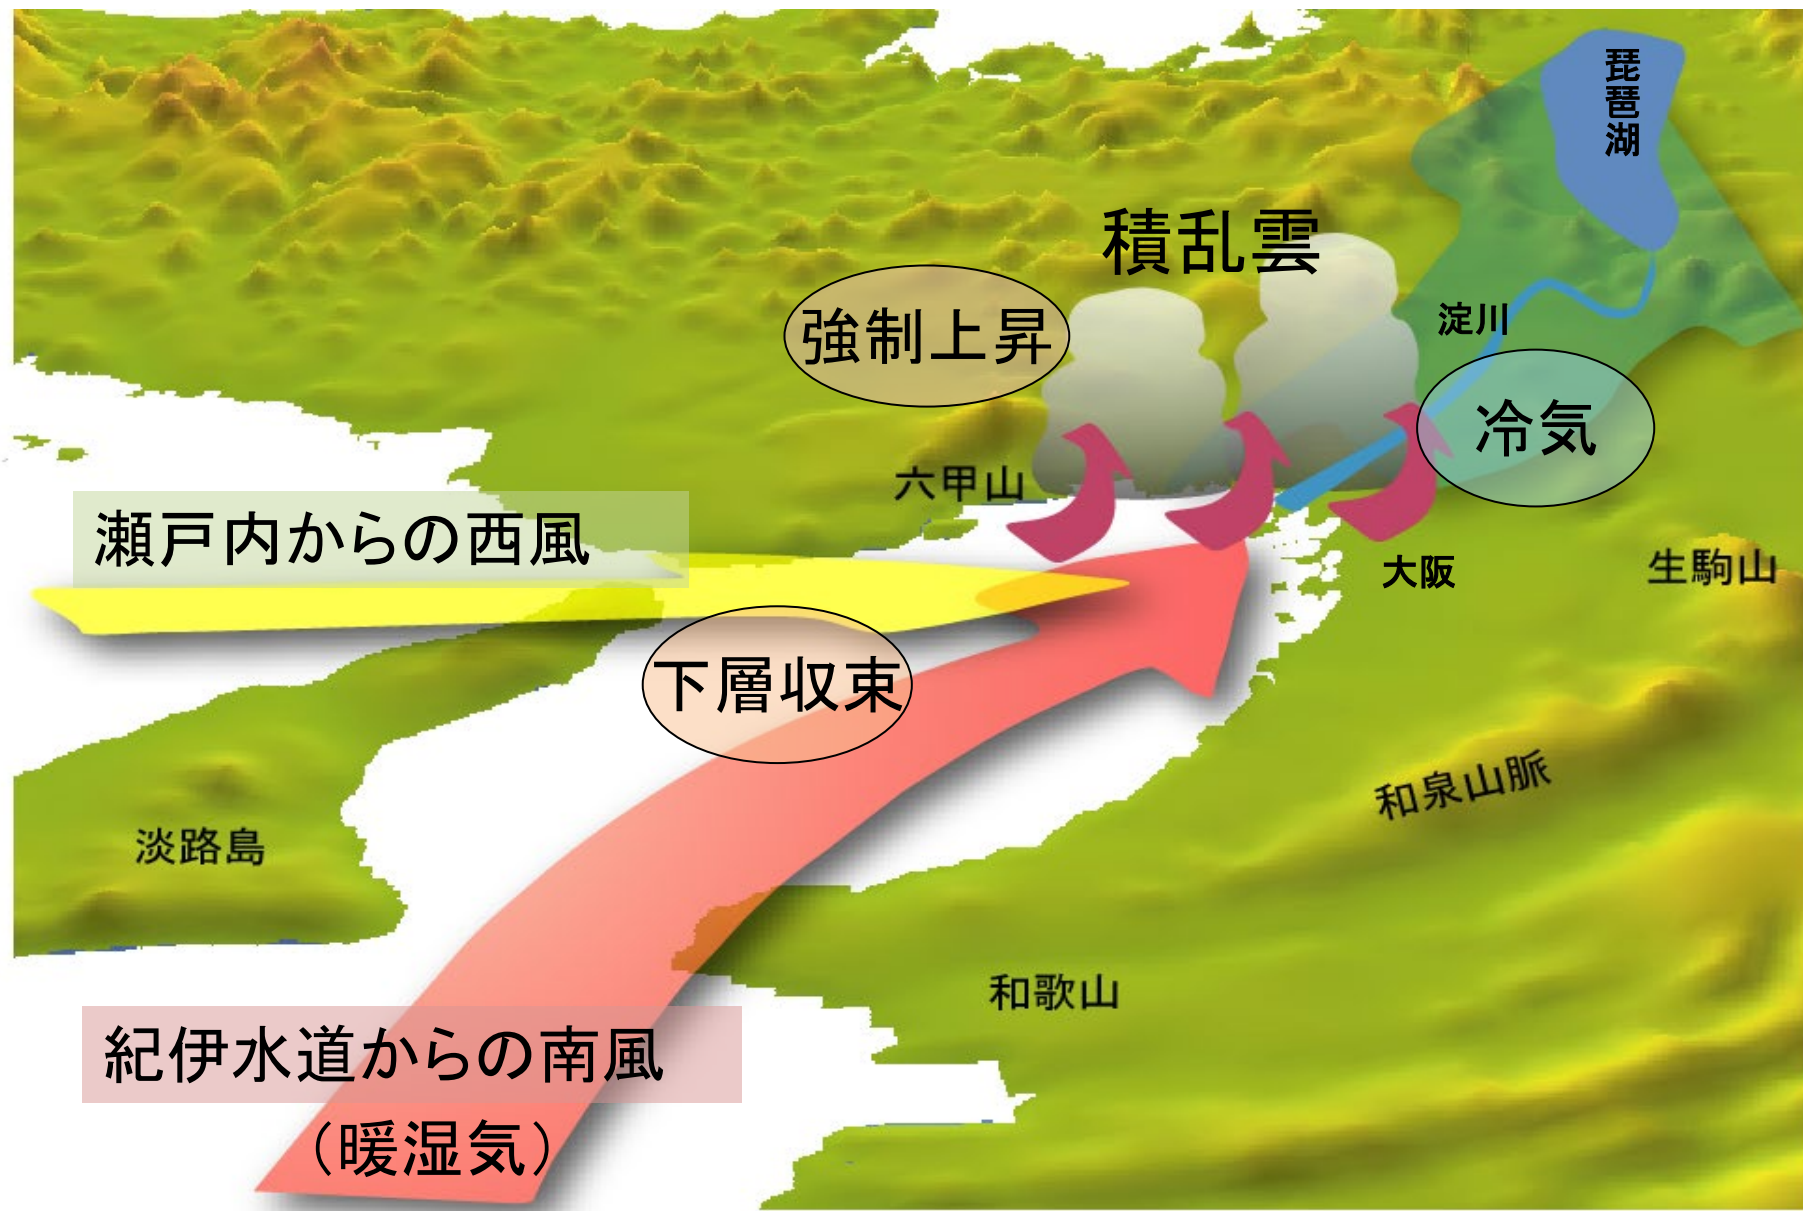 琵琶湖
積乱雲
強制上昇
淀川
冷気
六甲山
瀬戸内からの西風
大阪
生駒山
下層収束
和泉山脈
淡路島
和歌山
紀伊水道からの南風
（暖湿気）